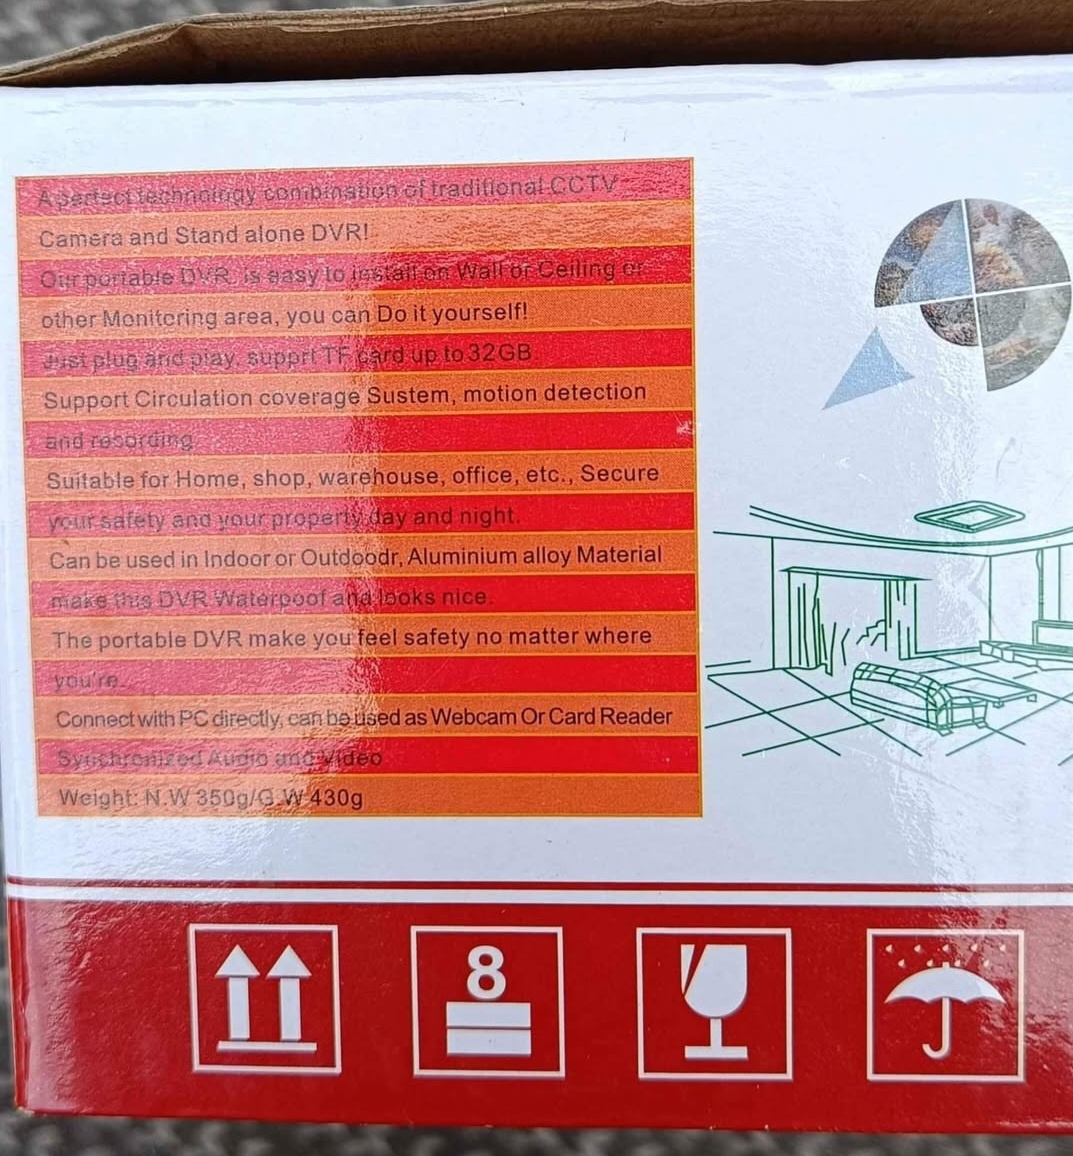 A perfect technology combination of traditional CCTV
Camera and Stand alone DVR!
Our portable DVR, is easy to install on Wall or Ceiling or
other Monitoring area, you can Do it yourself!
Just plug and play, supprt TF card up to 32GB.
Support Circulation coverage Sustem, motion detection
and recording.
Suitable for Home, shop, warehouse, office, etc., Secure
your safety and your property day and night.
Can be used in Indoor or Outdoodr, Aluminium alloy Material
make this DVR Waterpoof and looks nice.
The portable DVR make you feel safety no matter where
you're.
Connect with PC directly, can be used as Webcam Or Card Reader
Synchronized Audio and Video
Weight: N.W 350g/G.W 430g
8